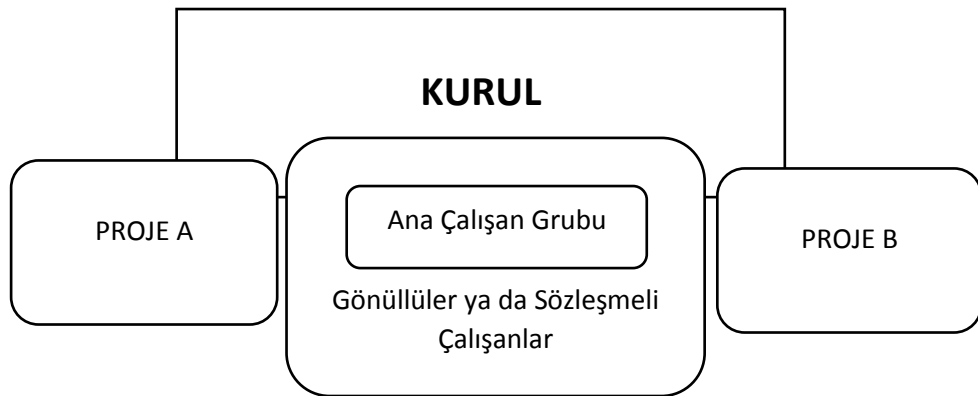 KURUL
PROJE A
Ana Çalışan Grubu
PROJE B
Gönüllüler ya da Sözleşmeli
Çalışanlar